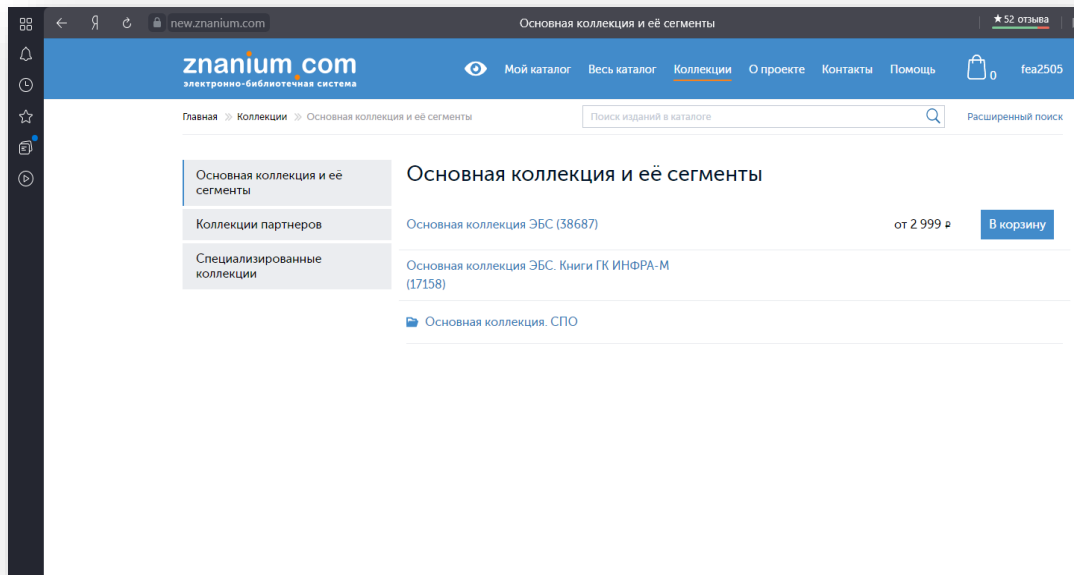 new.znanium.com
Основная коллекция и её сегменты
★52 отзыва
znanium.com
электронно-библиотечная система
Мой каталог Весь каталог Коллекции О проекте Контакты Помощь 0 fea2505
Главная » Коллекции » Основная коллекция и её сегменты
Поиск изданий в каталоге
Расширенный поиск
Основная коллекция и её
сегменты
Коллекции партнеров
Специализированные
коллекции
Основная коллекция и её сегменты
Основная коллекция ЭБС (38687) от 2 999 ₽ В корзину
Основная коллекция ЭБС. Книги ГК ИНФРА-М
(17158)
Основная коллекция. СПО